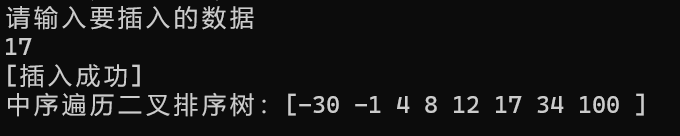 请输入要插入的数据
17
[插入成功]
中序遍历二叉排序树：[-30 -1 4 8 12 17 34 100 ]